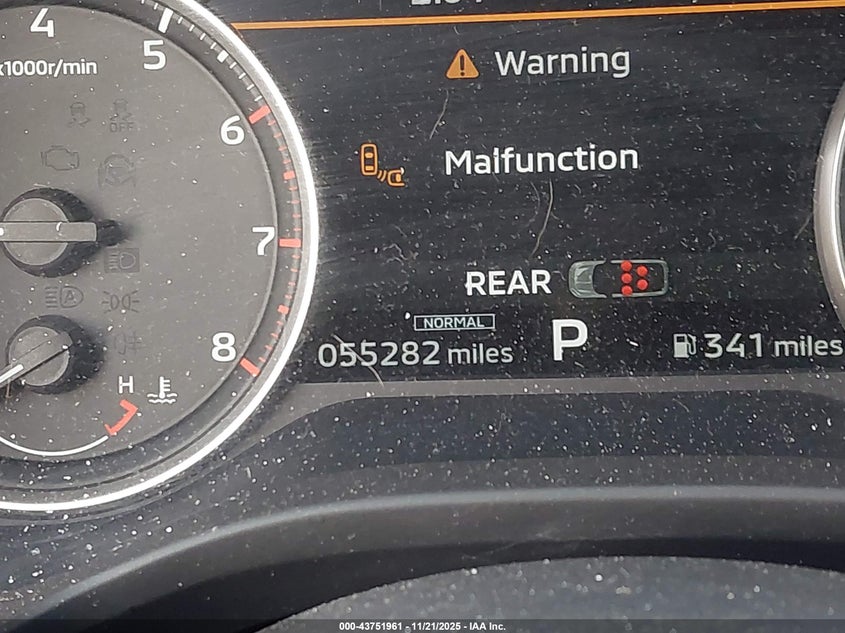 4
5
x1000r/min
6
7
8
H
OFF
Warning
Malfunction
REAR
NORMAL
055282 miles
P
341 miles
000-43751961 - 11/21/2025 - IAA Inc.